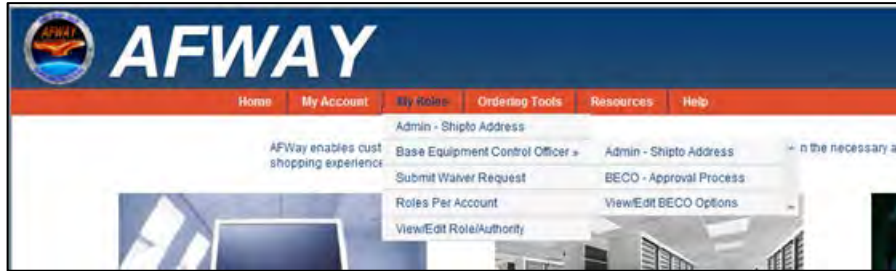 AFWAY
AFWAY
Home My Account My Roles Ordering Tools Resources Help
Admin - Shipto Address
AFWay enables cust
shopping experience
Base Equipment Control Officer » Admin - Shipto Address
n the necessary a
Submit Waiver Request BECO - Approval Process
Roles Per Account View/Edit BECO Options
View/Edit Role/Authority